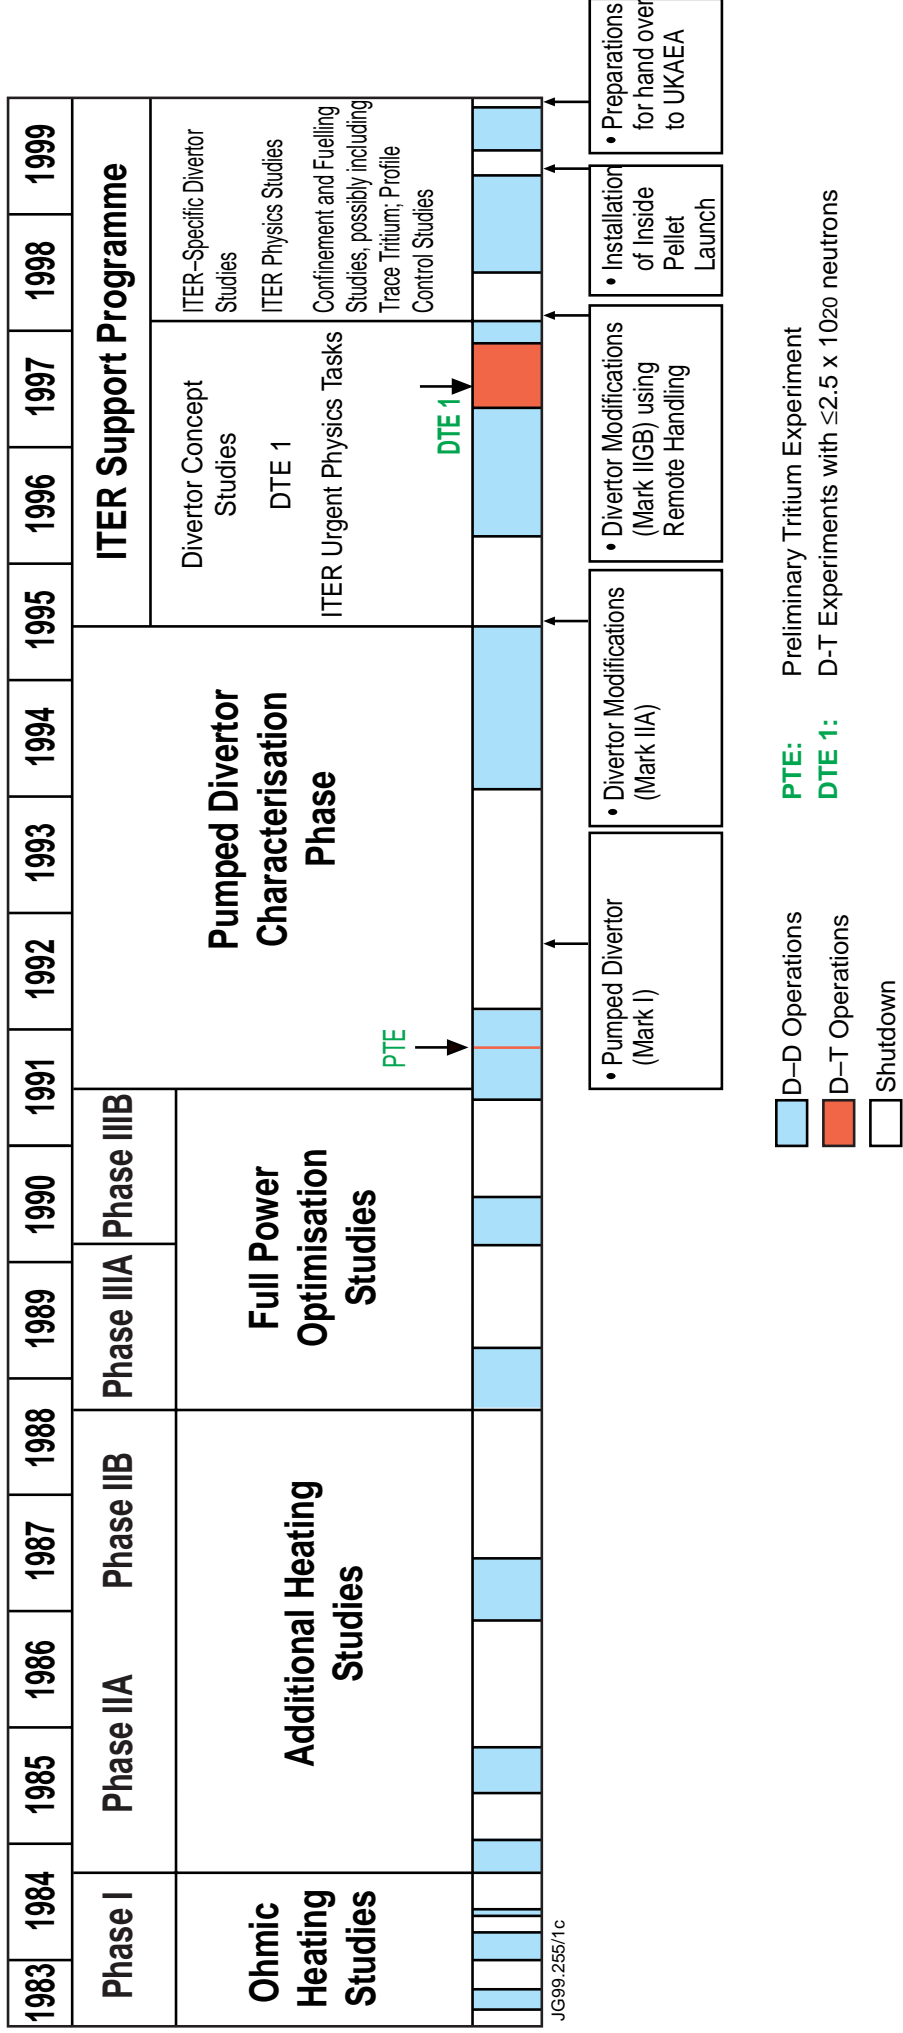 1983 1984 1985 1986 1987 1988 1989 1990 1991 1992 1993 1994 1995 1996 1997 1998 1999
Phase I
Phase IIA
Phase IIB
Phase IIIA
Phase IIIB
ITER Support Programme
Ohmic
Heating
Studies
Additional Heating
Studies
Full Power
Optimisation
Studies
Pumped Divertor
Characterisation
Phase
Divertor Concept
Studies
DTE 1
ITER Urgent Physics Tasks
ITER–Specific Divertor
Studies
ITER Physics Studies
Confinement and Fuelling
Studies, possibly including
Trace Tritium; Profile
Control Studies
PTE
DTE 1
JG99.255/1c
• Pumped Divertor
(Mark I)
• Divertor Modifications
(Mark IIA)
• Divertor Modifications
(Mark IIGB) using
Remote Handling
• Installation
of Inside
Pellet
Launch
• Preparations
for hand over
to UKAEA
D–D Operations
D–T Operations
Shutdown
PTE: Preliminary Tritium Experiment
DTE 1: D-T Experiments with ≤2.5 x 1020 neutrons